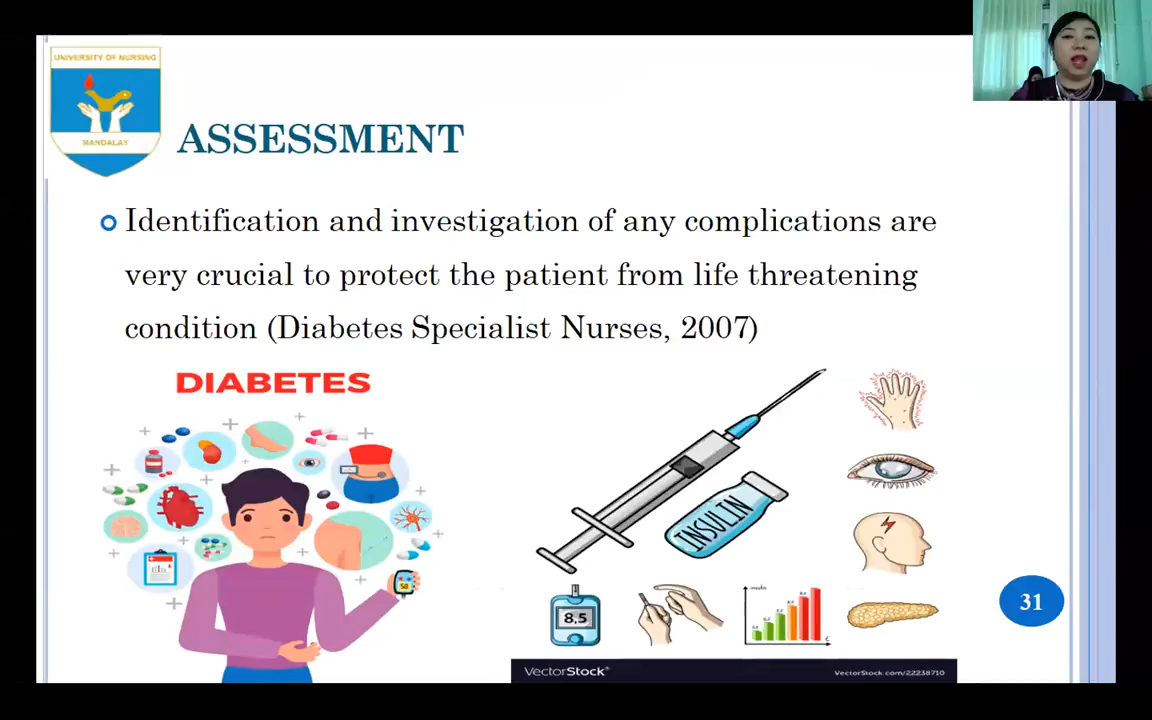 UNIVERSITY OF NURSING
MANDALAY
ASSESSMENT
Identification and investigation of any complications are
very crucial to protect the patient from life threatening
condition (Diabetes Specialist Nurses, 2007)
DIABETES
INSULIN
8.5
31
VectorStock®
VectorStock.com/22238710